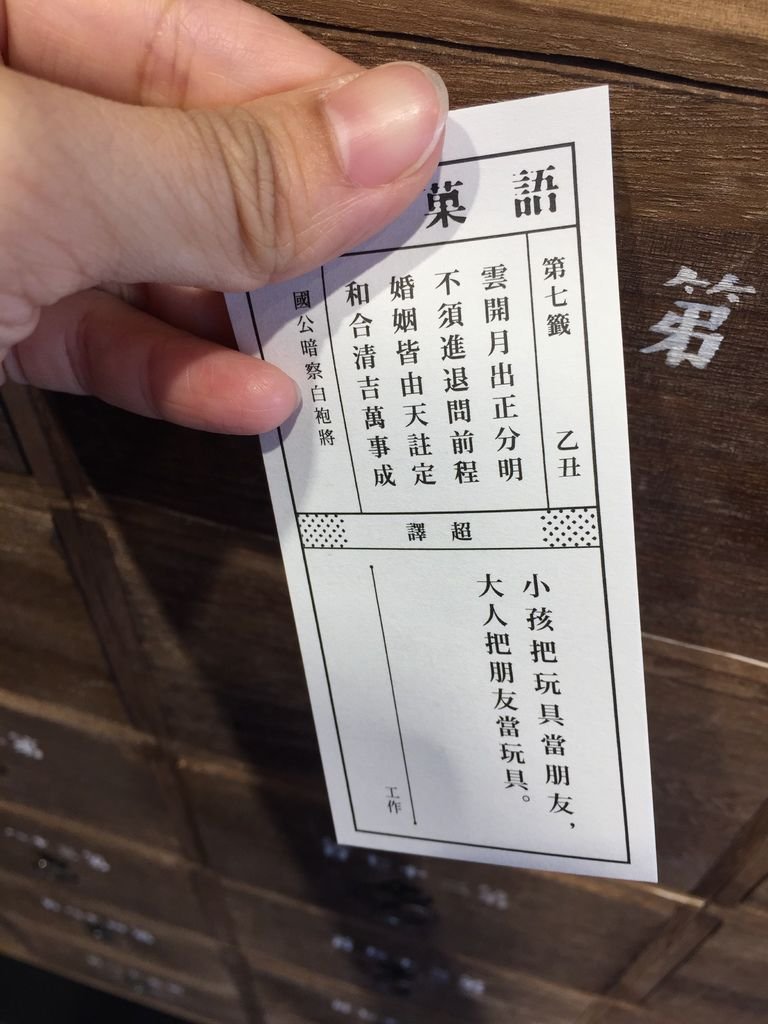 語菓
第七籤 乙丑
雲開月出正分明
不須進退問前程
婚姻皆由天註定
和合清吉萬事成
國公暗察白袍將
超譯
小孩把玩具當朋友，
大人把朋友當玩具。
工作
第